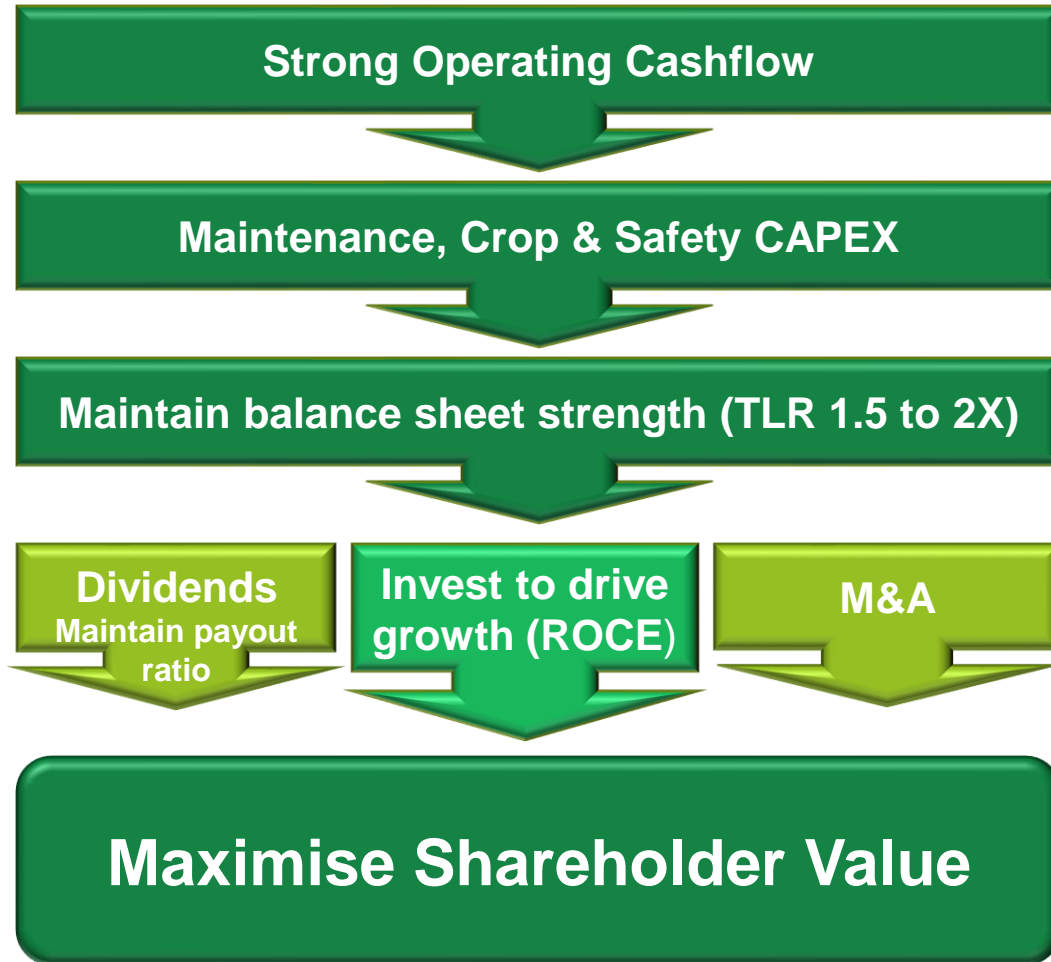 Strong Operating Cashflow
Maintenance, Crop & Safety CAPEX
Maintain balance sheet strength (TLR 1.5 to 2X)
Dividends
Maintain payout
ratio
Invest to drive
growth (ROCE)
M&A
Maximise Shareholder Value